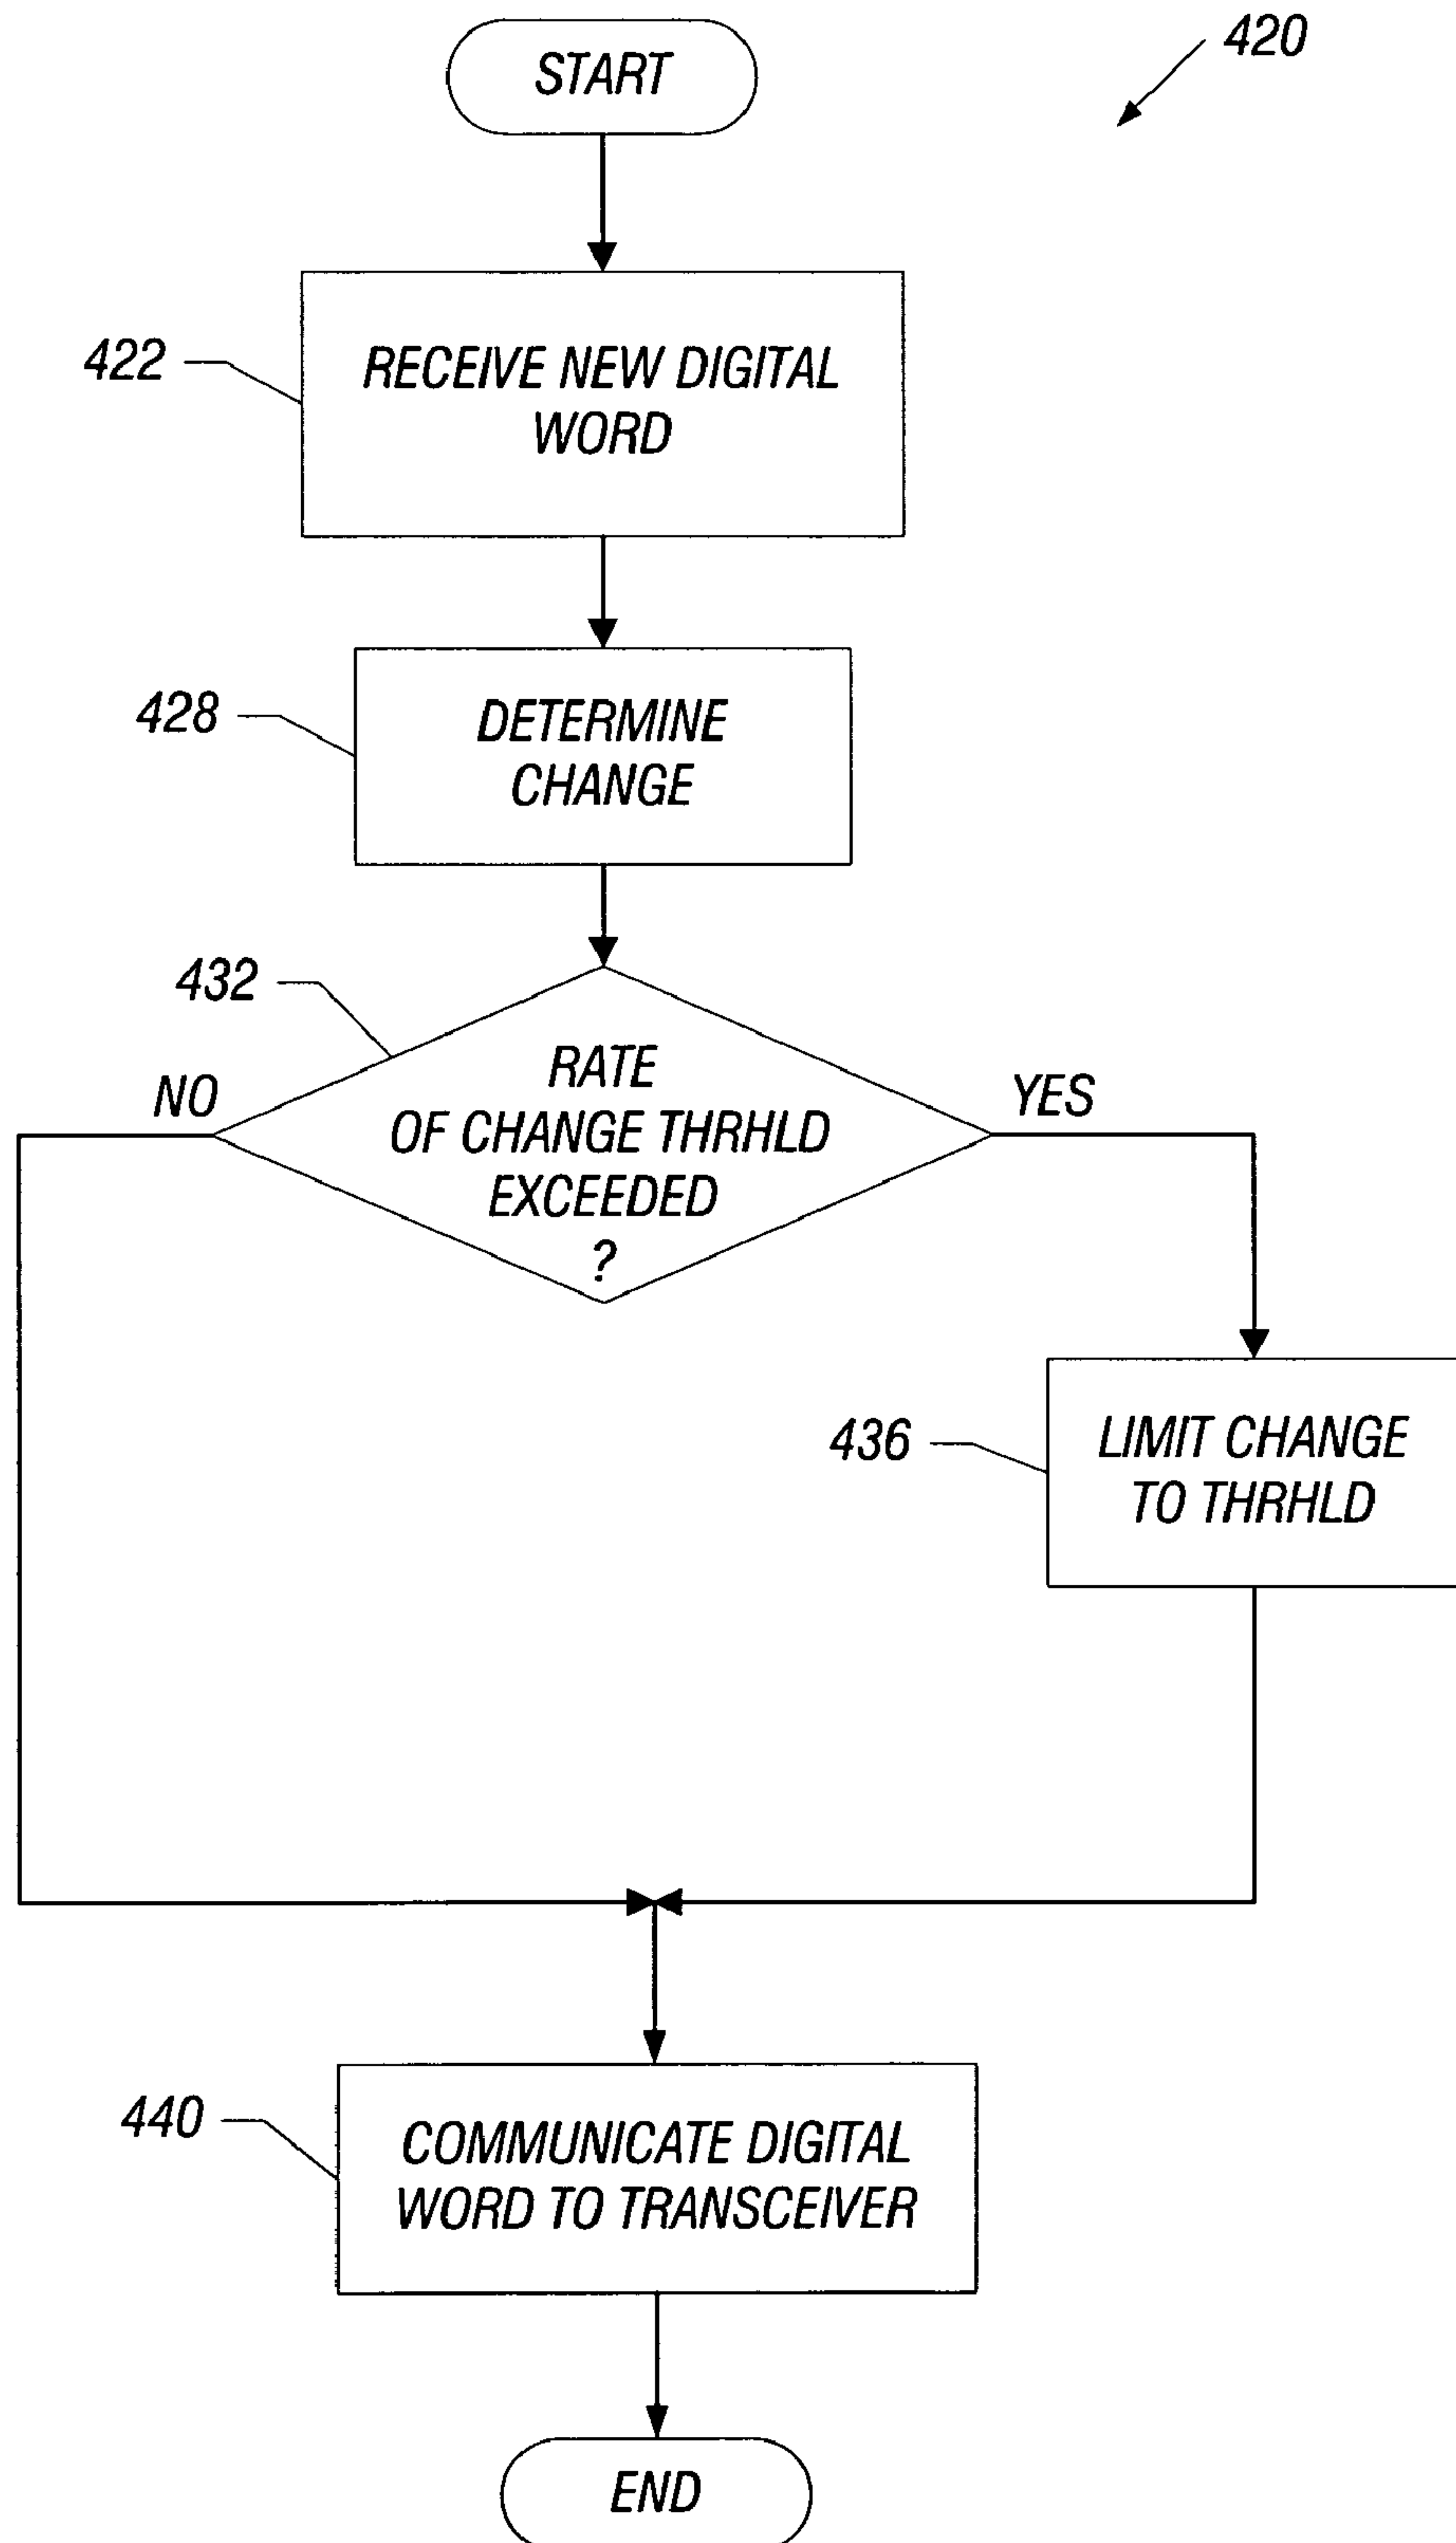 START
420
422
RECEIVE NEW DIGITAL
WORD
428
DETERMINE
CHANGE
432
NO
RATE
OF CHANGE THRHLD
EXCEEDED
?
YES
436
LIMIT CHANGE
TO THRHLD
440
COMMUNICATE DIGITAL
WORD TO TRANSCEIVER
END